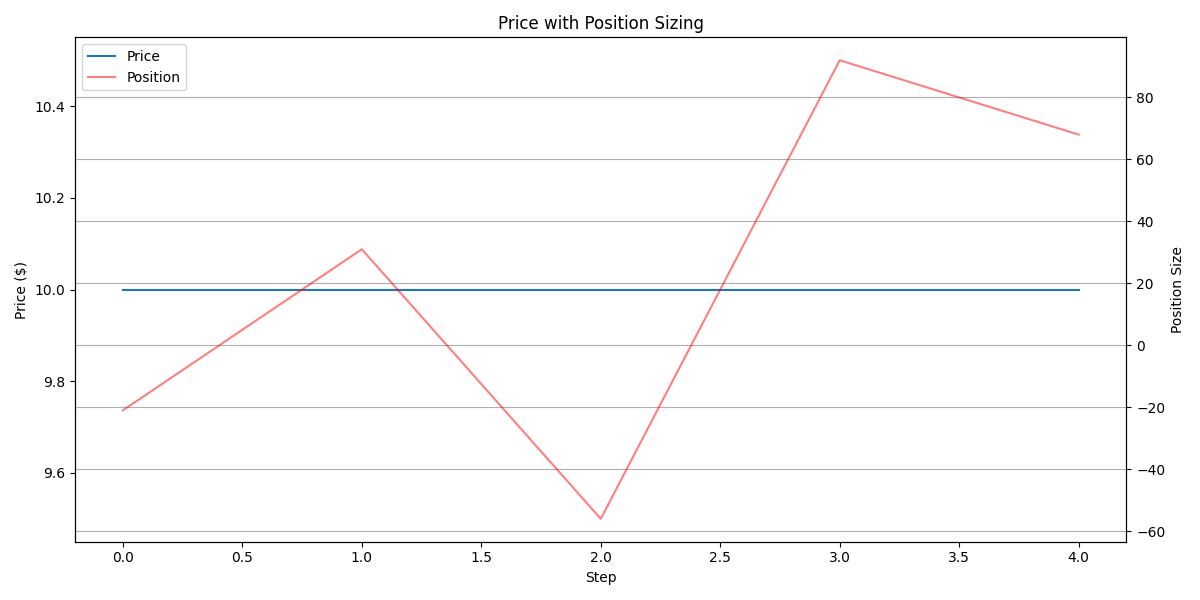 Price with Position Sizing
Price
Position
10.4
10.2
10.0
9.8
9.6
Price ($)
80
60
40
20
0
−20
−40
−60
Position Size
0.0 0.5 1.0 1.5 2.0 2.5 3.0 3.5 4.0
Step